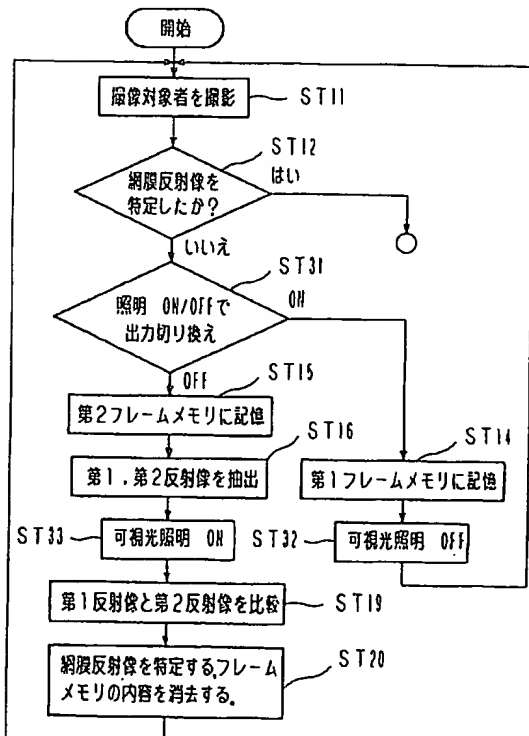 開始
撮像対象者を撮影
ST11
ST12
網膜反射像を
特定したか?
はい
いいえ
ST31
照明 ON/OFFで
出力切り換え
ON
OFF
ST15
第2フレームメモリに記憶
ST16
ST14
第1,第2反射像を抽出
第1フレームメモリに記憶
ST33
可視光照明 ON
ST32
可視光照明 OFF
第1反射像と第2反射像を比較
ST19
網膜反射像を特定する,フレーム
メモリの内容を消去する.
ST20